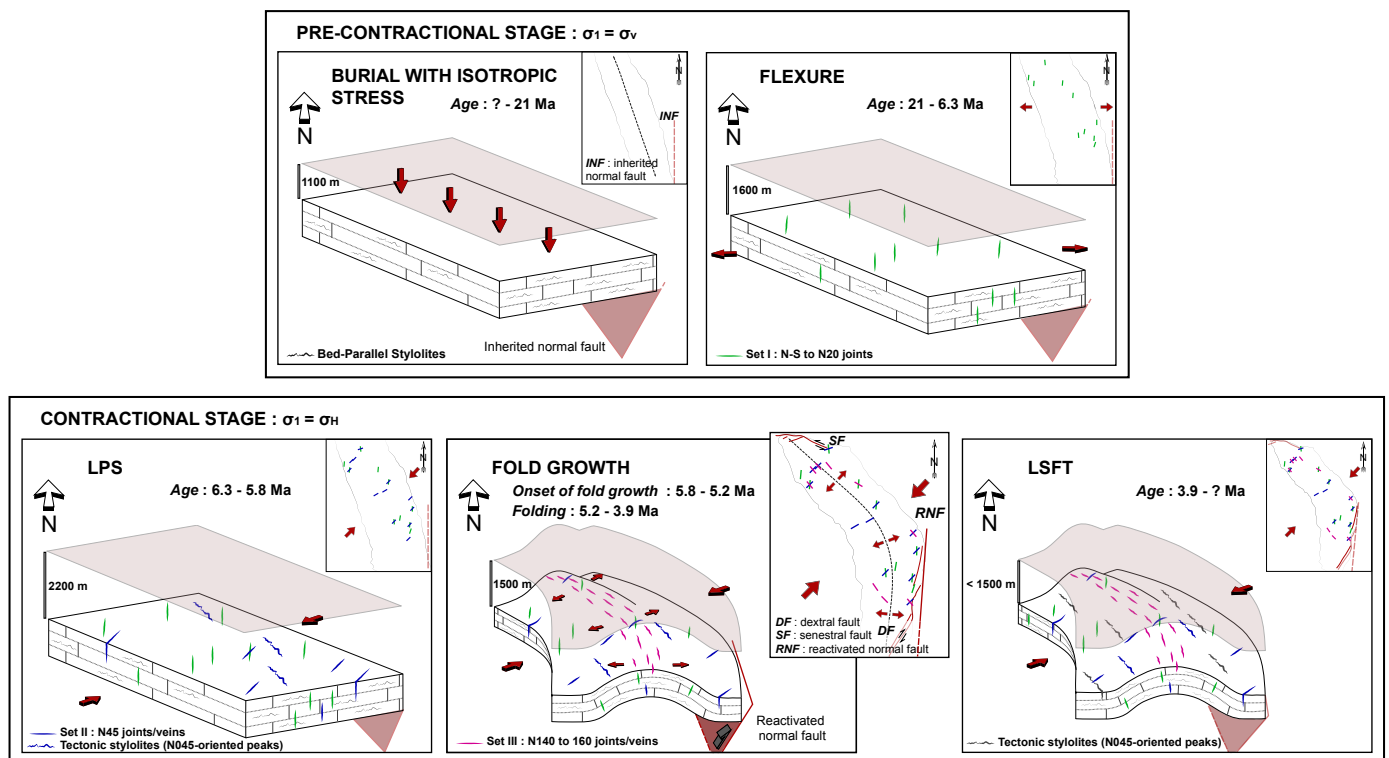 PRE-CONTRACTIONAL STAGE : σ1 = σv
BURIAL WITH ISOTROPIC
STRESS
Age : ? - 21 Ma
N
N
INF
INF : inherited
normal fault
1100 m
Inherited normal fault
Bed-Parallel Stylolites
FLEXURE
Age : 21 - 6.3 Ma
N
N
1600 m
Set I : N-S to N20 joints
CONTRACTIONAL STAGE : σ1 = σH
LPS
Age : 6.3 - 5.8 Ma
N
N
2200 m
Set II : N45 joints/veins
Tectonic stylolites (N045-oriented peaks)
FOLD GROWTH
Onset of fold growth : 5.8 - 5.2 Ma
Folding : 5.2 - 3.9 Ma
N
1500 m
SF
N
RNF
DF : dextral fault
SF : senestral fault
RNF : reactivated normal fault
DF
Reactivated
normal fault
Set III : N140 to 160 joints/veins
LSFT
Age : 3.9 - ? Ma
N
N
< 1500 m
Tectonic stylolites (N045-oriented peaks)